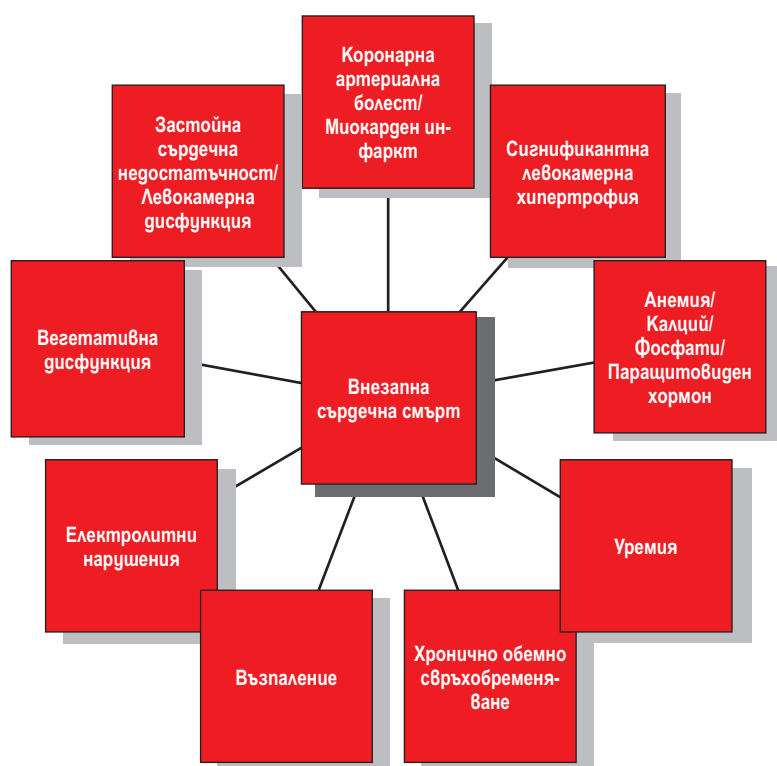 Коронарна
артериална
болест/
Миокарден ин-
фаркт
Застойна
сърдечна
недостатъчност/
Левокамерна
дисфункция
Сигнификантна
левокамерна
хипертрофия
Вегетативна
дисфункция
Анемия/
Калций/
Фосфати/
Паращитовиден
хормон
Внезапна
сърдечна смърт
Електролитни
нарушения
Уремия
Възпаление
Хронично обемно
свръхобременя-
ване